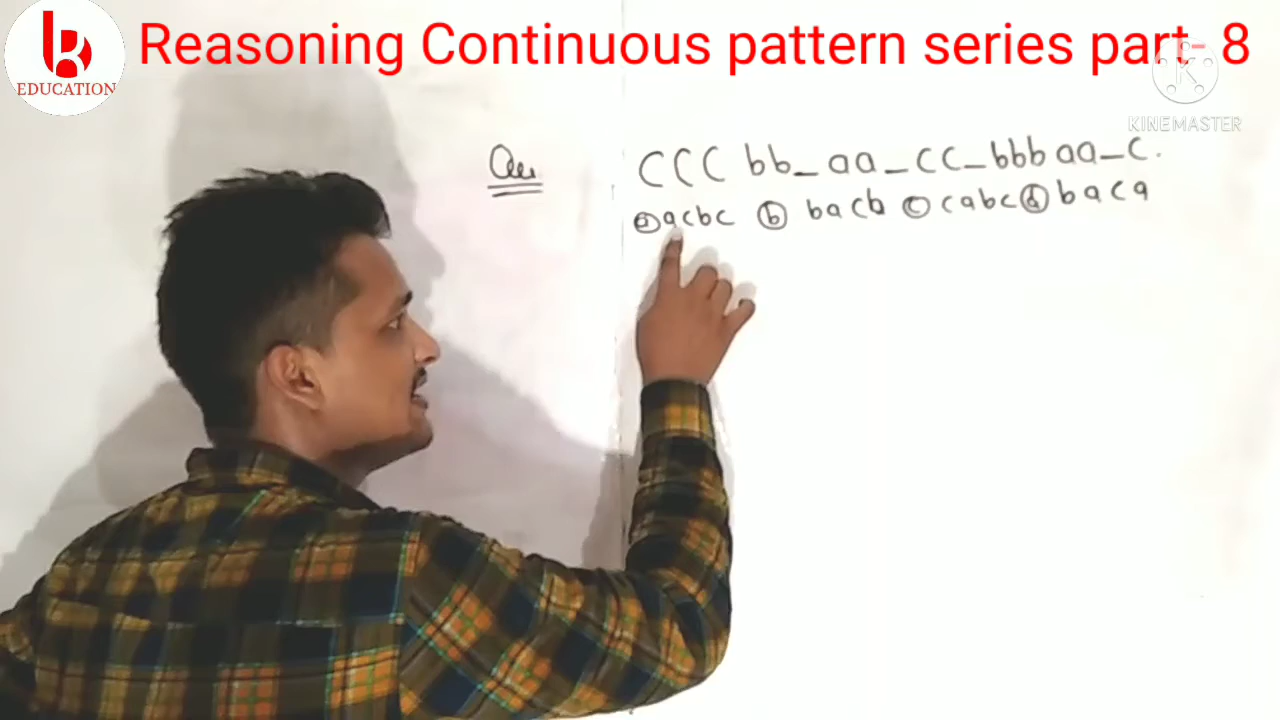 Reasoning Continuous pattern series part- 8
EDUCATION
KINEMASTER
Que
CCC bb_aa_CC_bbbaa_C.
ⓐ acbc ⓑ bacb ⓒ cabc ⓓ baca